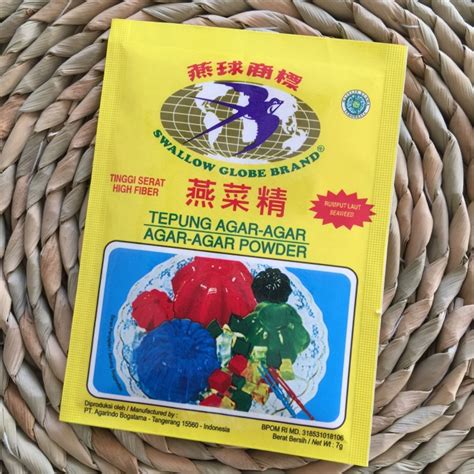 燕球商標
SWALLOW GLOBE BRAND®
TINGGI SERAT
HIGH FIBER
燕菜精
RUMPUT LAUT
SEAWEED
TEPUNG AGAR-AGAR
AGAR-AGAR POWDER
Diproduksi oleh / Manufactured by :
PT. Agarindo Bogatama - Tangerang 15560 - Indonesia
BPOM RI MD. 318531018106
Berat Bersih / Net Wt : 7g